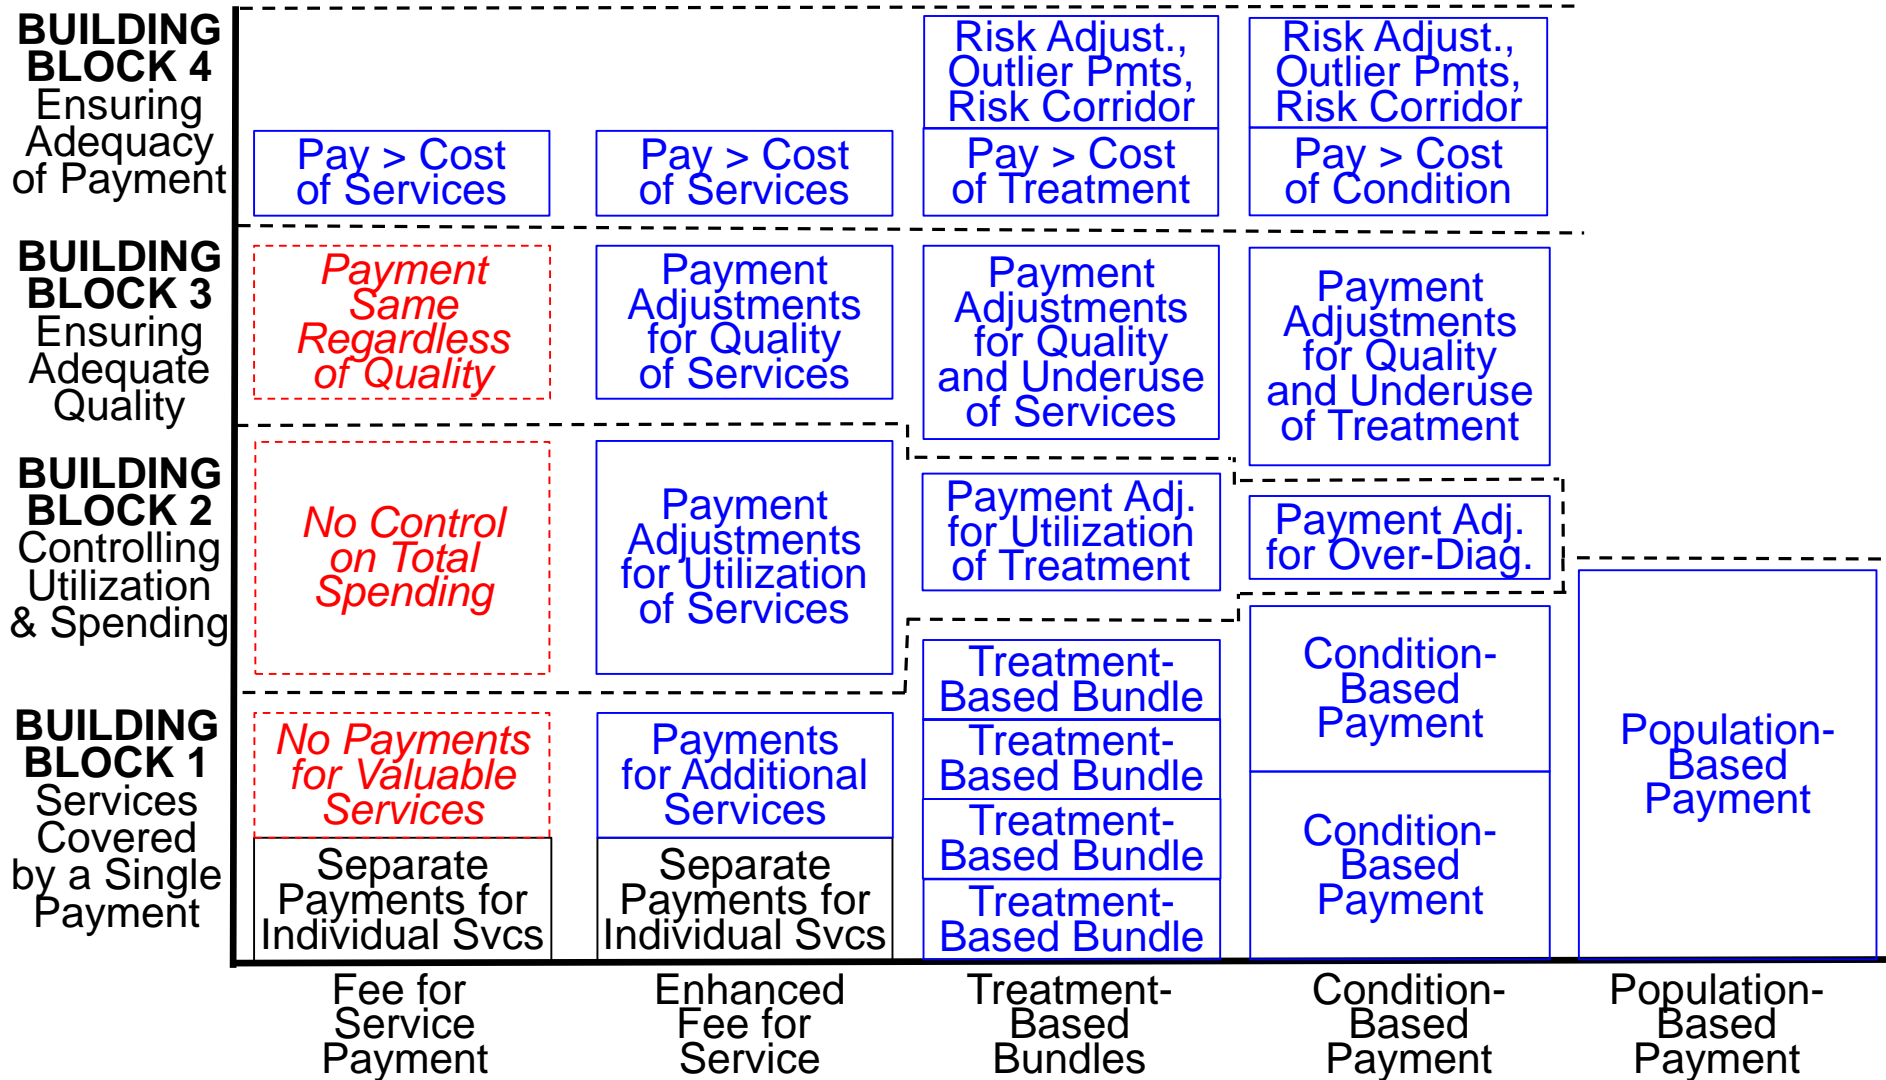 BUILDING
BLOCK 4
Ensuring
Adequacy
of Payment
Pay > Cost
of Services
Pay > Cost
of Services
Risk Adjust.,
Outlier Pmts,
Risk Corridor
Pay > Cost
of Treatment
Risk Adjust.,
Outlier Pmts,
Risk Corridor
Pay > Cost
of Condition
BUILDING
BLOCK 3
Ensuring
Adequate
Quality
Payment
Same
Regardless
of Quality
Payment
Adjustments
for Quality
of Services
Payment
Adjustments
for Quality
and Underuse
of Services
Payment
Adjustments
for Quality
and Underuse
of Treatment
BUILDING
BLOCK 2
Controlling
Utilization
& Spending
No Control
on Total
Spending
Payment
Adjustments
for Utilization
of Services
Payment Adj.
for Utilization
of Treatment
Payment Adj.
for Over-Diag.
BUILDING
BLOCK 1
Services
Covered
by a Single
Payment
No Payments
for Valuable
Services
Separate
Payments for
Individual Svcs
Payments
for Additional
Services
Separate
Payments for
Individual Svcs
Treatment-
Based Bundle
Treatment-
Based Bundle
Treatment-
Based Bundle
Treatment-
Based Bundle
Condition-
Based
Payment
Condition-
Based
Payment
Population-
Based
Payment
Fee for
Service
Payment
Enhanced
Fee for
Service
Treatment-
Based
Bundles
Condition-
Based
Payment
Population-
Based
Payment